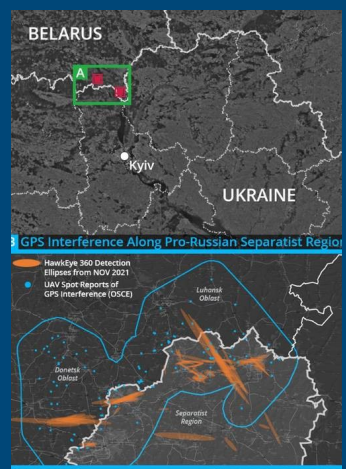 BELARUS
A
Kyiv
UKRAINE
GPS Interference Along Pro-Russian Separatist Region
HawkEye 360 Detection
Ellipses from NOV 2021
UAV Spot Reports of
GPS Interference (OSCE)
Luhansk
Oblast
Donetsk
Oblast
Separatist
Region